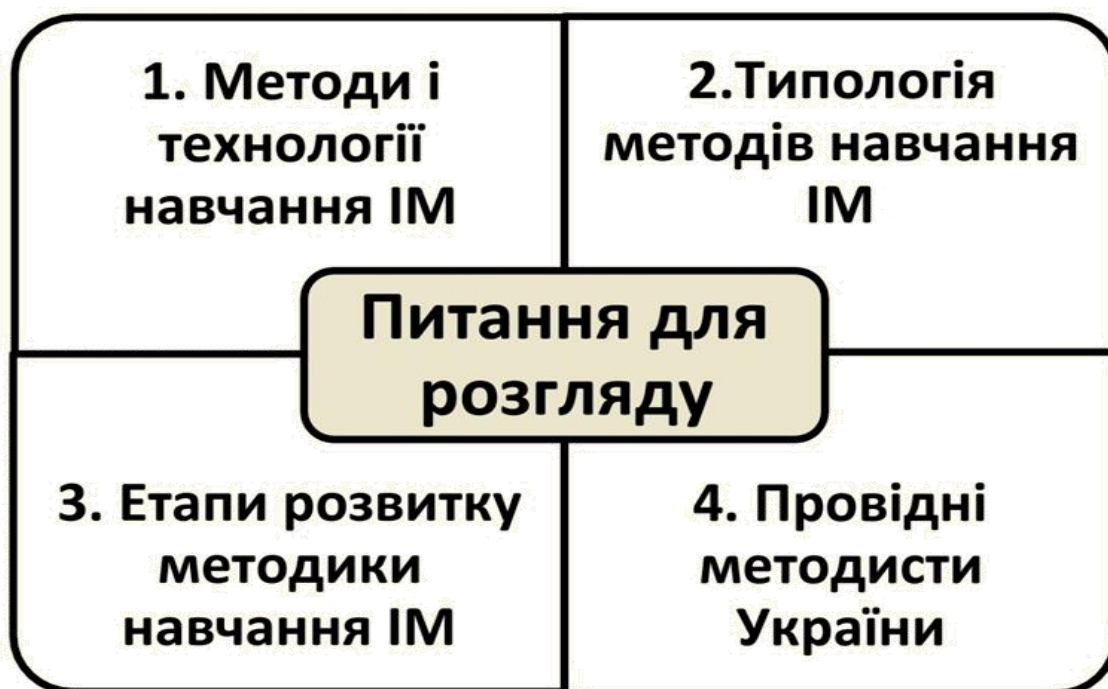 1. Методи і
технології
навчання ІМ
2.Типологія
методів навчання
ІМ
Питання для
розгляду
3. Етапи розвитку
методики
навчання ІМ
4. Провідні
методисти
України